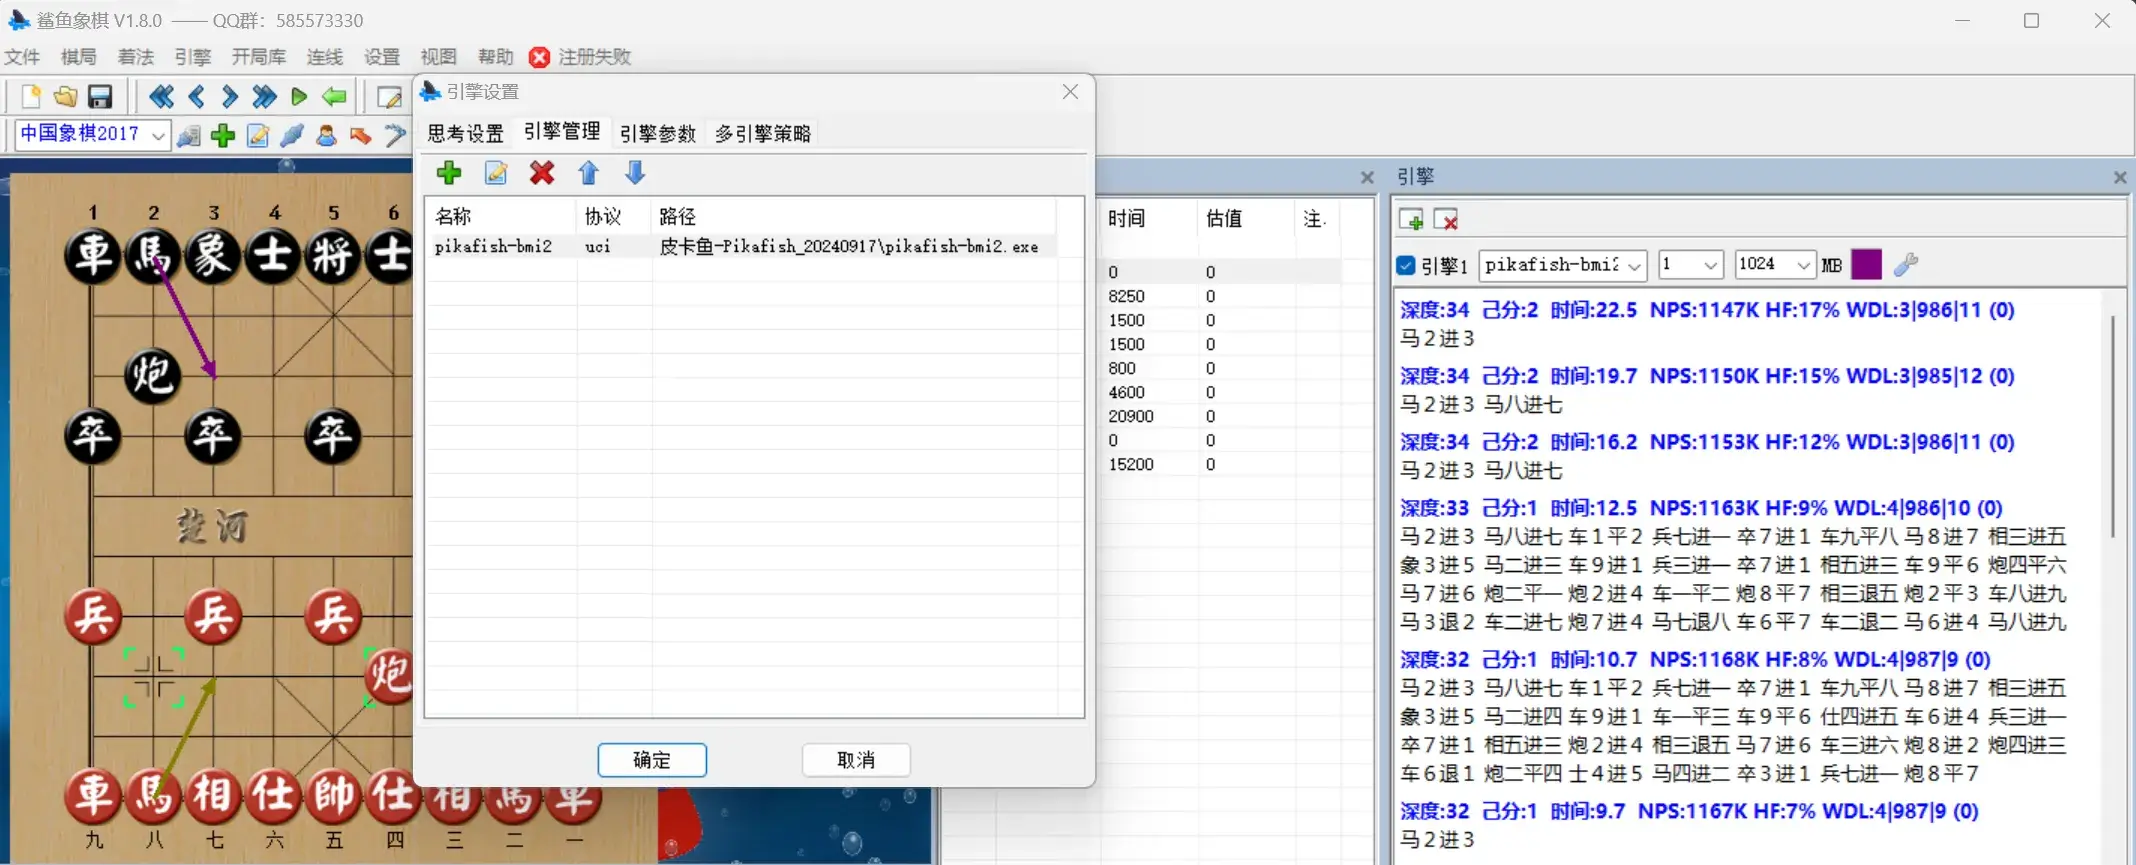 鲨鱼象棋 V1.8.0 —— QQ群：585573330
文件 棋局 着法 引擎 开局库 连线 设置 视图 帮助 注册失败
中国象棋2017
引擎设置
思考设置 引擎管理 引擎参数 多引擎策略
名称 协议 路径
pikafish-bmi2 uci 皮卡鱼-Pikafish_20240917\pikafish-bmi2.exe
确定 取消
1 2 3 4 5 6
車 馬 象 士 将 士
炮
卒 卒 卒
楚河
兵 兵 兵
炮
車 馬 相 仕 帥 仕 相 馬 車
九 八 七 六 五 四 三 二 一
时间 估值 注.
0 0
8250 0
1500 0
1500 0
800 0
4600 0
20900 0
0 0
15200 0
引擎
引擎1 pikafish-bmi2 1 1024 MB
深度:34 己分:2 时间:22.5 NPS:1147K HF:17% WDL:3|986|11 (0)
马2进3
深度:34 己分:2 时间:19.7 NPS:1150K HF:15% WDL:3|985|12 (0)
马2进3 马八进七
深度:34 己分:2 时间:16.2 NPS:1153K HF:12% WDL:3|986|11 (0)
马2进3 马八进七
深度:33 己分:1 时间:12.5 NPS:1163K HF:9% WDL:4|986|10 (0)
马2进3 马八进七 车1平2 兵七进一 卒7进1 车九平八 马8进7 相三进五
象3进5 马二进三 车9进1 兵三进一 卒7进1 相五进三 车9平6 炮四平六
马7进6 炮二平一 炮2进4 车一平二 炮8平7 相三退五 炮2平3 车八进九
马3退2 车二进七 炮7进4 马七退八 车6平7 车二退二 马6进4 马八进九
深度:32 己分:1 时间:10.7 NPS:1168K HF:8% WDL:4|987|9 (0)
马2进3 马八进七 车1平2 兵七进一 卒7进1 车九平八 马8进7 相三进五
象3进5 马二进四 车9进1 车一平三 车9平6 仕四进五 车6进4 兵三进一
卒7进1 相五进三 炮2进4 相三退五 马7进6 车三进六 炮8进2 炮四进三
车6退1 炮二平四 士4进5 马四进二 卒3进1 兵七进一 炮8平7
深度:32 己分:1 时间:9.7 NPS:1167K HF:7% WDL:4|987|9 (0)
马2进3